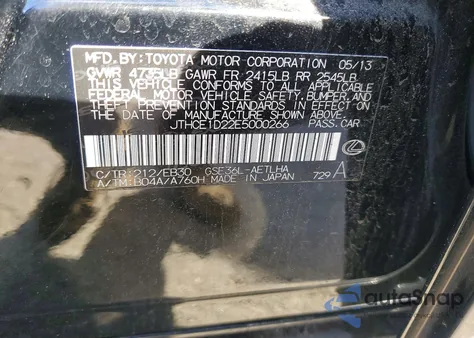 MFD.BY:TOYOTA MOTOR CORPORATION 05/13
GVWR 4735LB GAWR FR 2415LB RR 2545LB
THIS VEHICLE CONFORMS TO ALL APPLICABLE
FEDERAL MOTOR VEHICLE SAFETY, BUMPER, AND
THEFT PREVENTION STANDARDS IN EFFECT ON
THE DATE OF MANUFACTURE SHOWN ABOVE.
JTHCE1D22E5000266 PASS.CAR
C/TR:212/EB30 GSE36L-AETLHA
A/TM:B04A/A760H MADE IN JAPAN 729 A
autoSnap